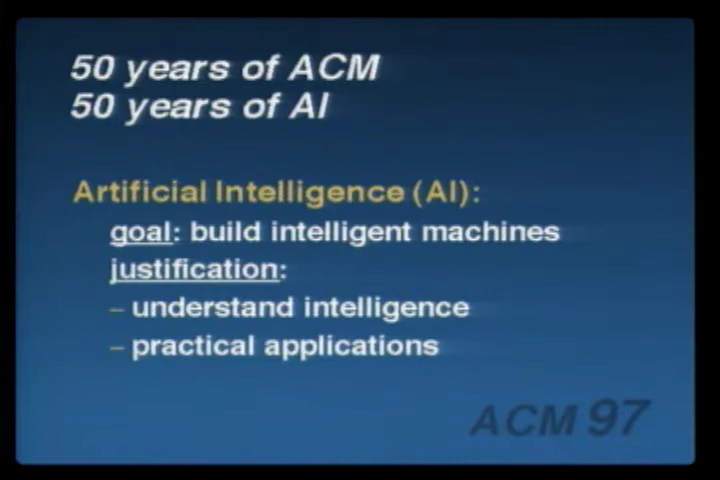 50 years of ACM
50 years of AI
Artificial Intelligence (AI):
goal: build intelligent machines
justification:
– understand intelligence
– practical applications
ACM 97